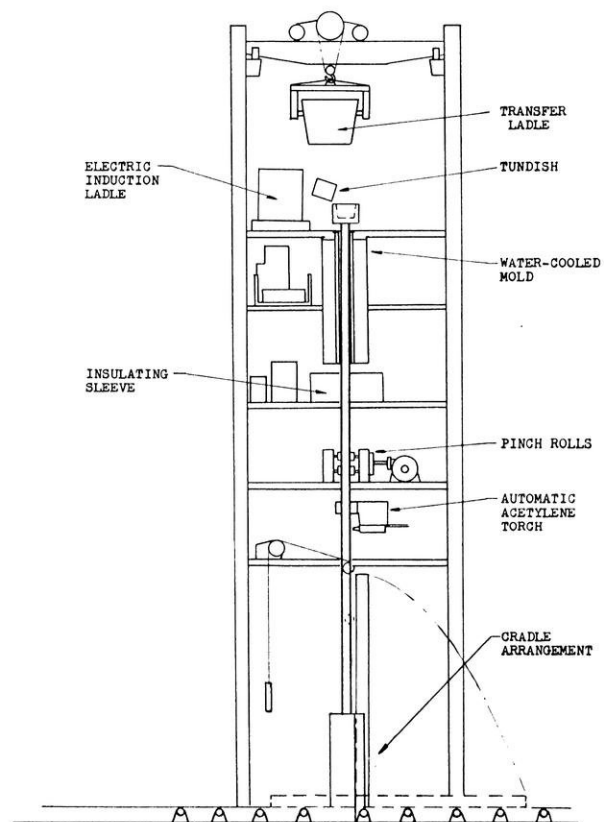 TRANSFER
LADLE
ELECTRIC
INDUCTION
LADLE
TUNDISH
WATER-COOLED
MOLD
INSULATING
SLEEVE
PINCH ROLLS
AUTOMATIC
ACETYLENE
TORCH
CRADLE
ARRANGEMENT